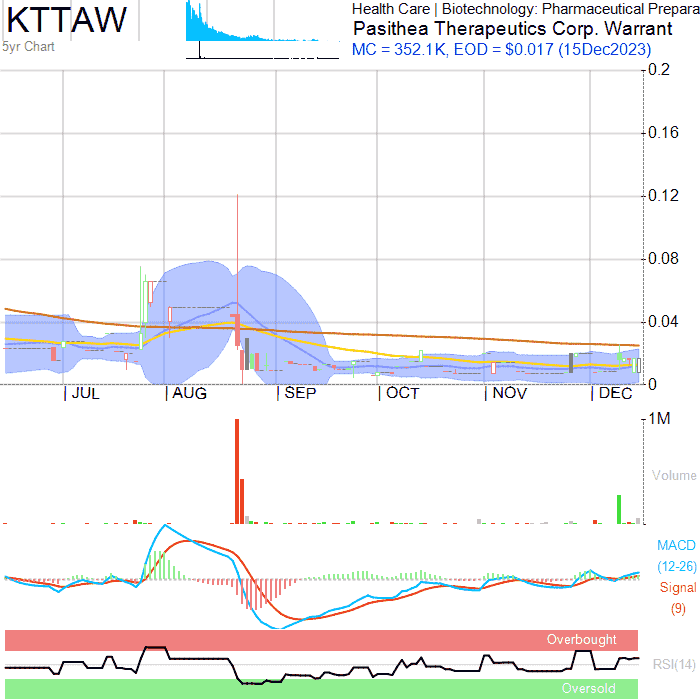 KTTAW
5yr Chart
Health Care | Biotechnology: Pharmaceutical Prepara
Pasithea Therapeutics Corp. Warrant
MC = 352.1K, EOD = $0.017 (15Dec2023)
0.2
0.16
0.12
0.08
0.04
0
JUL AUG SEP OCT NOV DEC
1M
Volume
MACD
(12-26)
Signal
(9)
Overbought
RSI(14)
Oversold